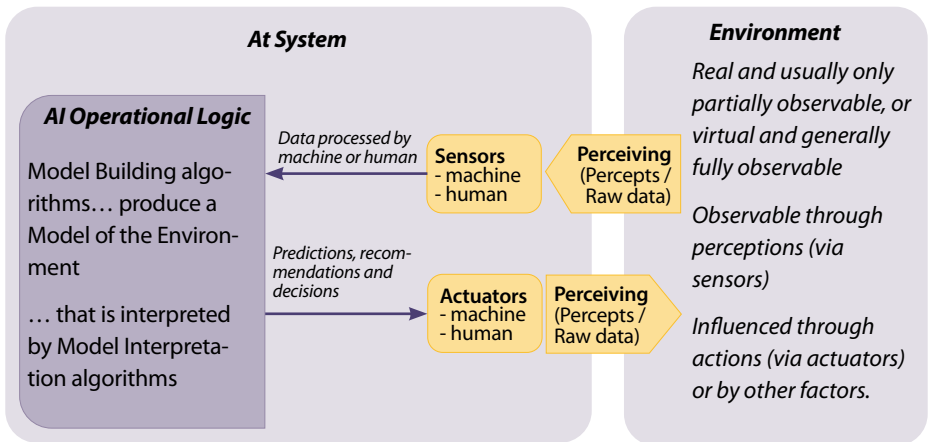 At System
AI Operational Logic
Model Building algo-
rithms… produce a
Model of the Environ-
ment
… that is interpreted
by Model Interpreta-
tion algorithms
Data processed by
machine or human
Predictions, recom-
mendations and
decisions
Sensors
- machine
- human
Perceiving
(Percepts /
Raw data)
Actuators
- machine
- human
Perceiving
(Percepts /
Raw data)
Environment
Real and usually only
partially observable, or
virtual and generally
fully observable
Observable through
perceptions (via
sensors)
Influenced through
actions (via actuators)
or by other factors.